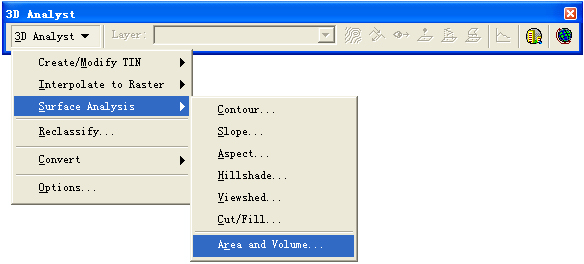 3D Analyst
3D Analyst Layer:
Create/Modify TIN
Interpolate to Raster
Surface Analysis
Reclassify...
Convert
Options...
Contour...
Slope...
Aspect...
Hillshade...
Viewshed...
Cut/Fill...
Area and Volume...